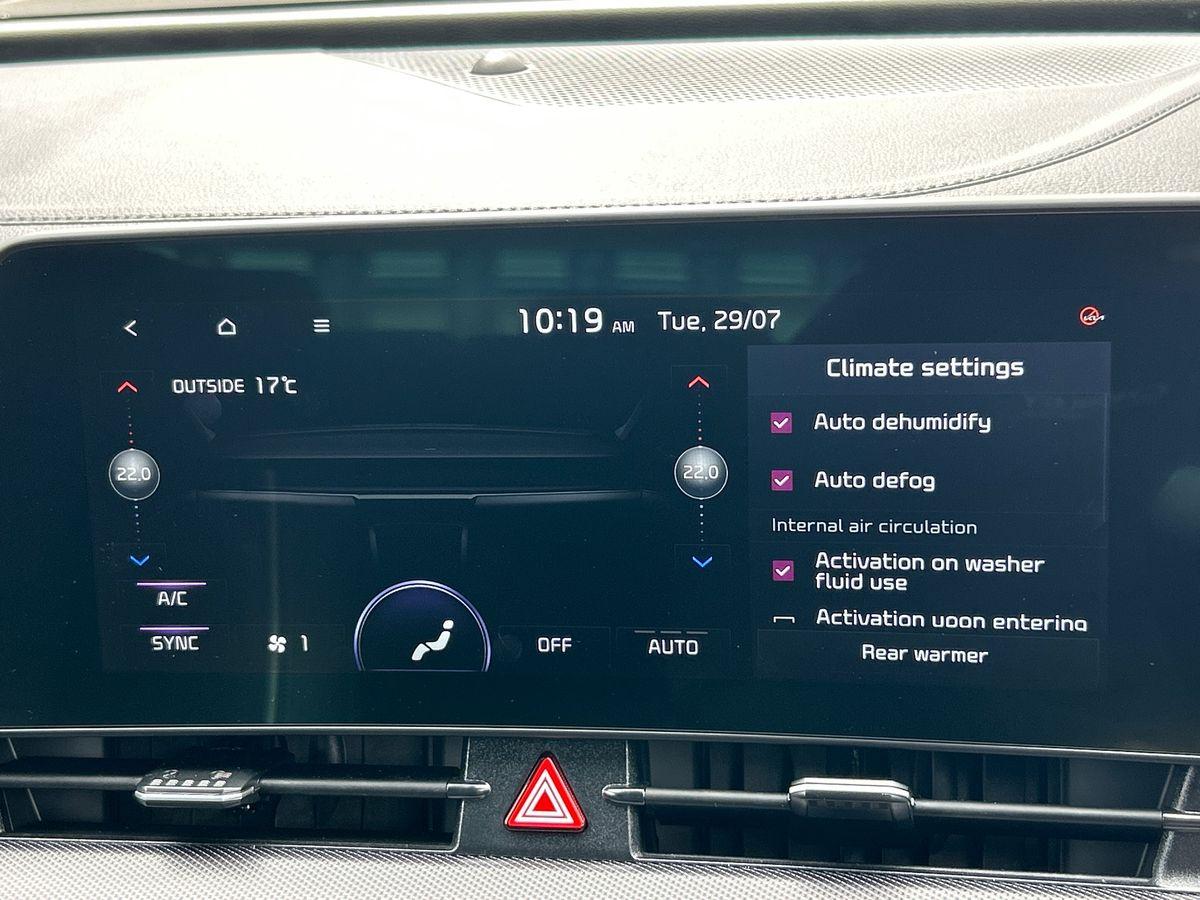 10:19 AM Tue, 29/07
OUTSIDE 17℃
22.0
22.0
A/C
SYNC
1
OFF
AUTO
Climate settings
Auto dehumidify
Auto defog
Internal air circulation
Activation on washer
fluid use
Activation upon entering
Rear warmer